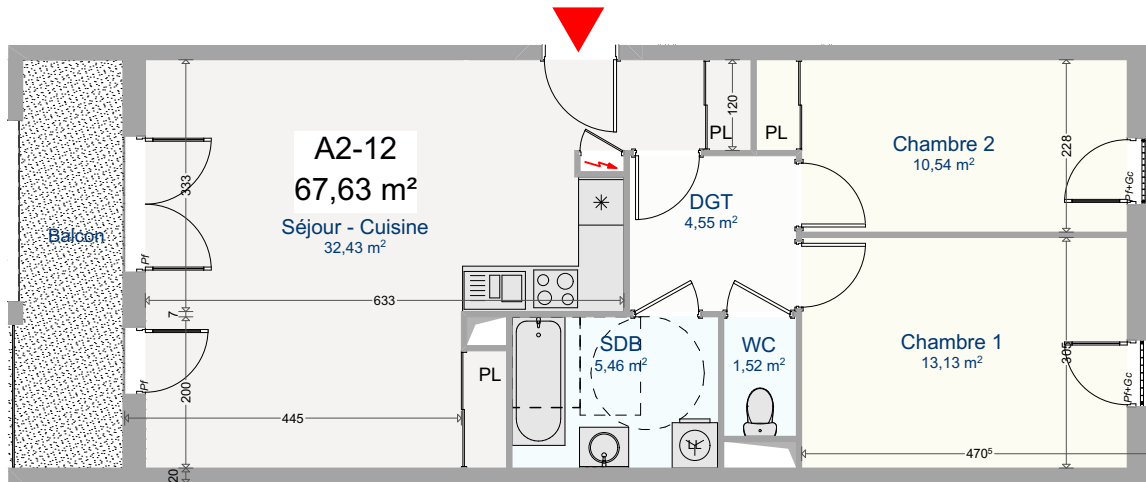 A2-12
67,63 m²
Séjour - Cuisine
32,43 m²
Balcon
333
Pf
633
7
Pf
200
445
20
PL
120
PL
PL
DGT
4,55 m²
SDB
5,46 m²
WC
1,52 m²
Chambre 2
10,54 m²
228
Pf+Gc
Chambre 1
13,13 m²
305
Pf+Gc
470⁵